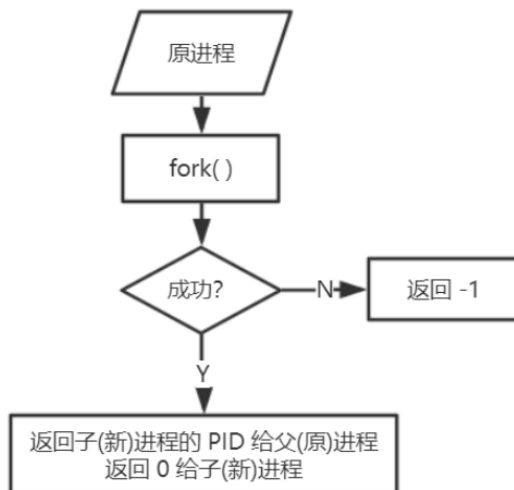 原进程
fork( )
成功?
N
返回 -1
Y
返回子(新)进程的 PID 给父(原)进程
返回 0 给子(新)进程